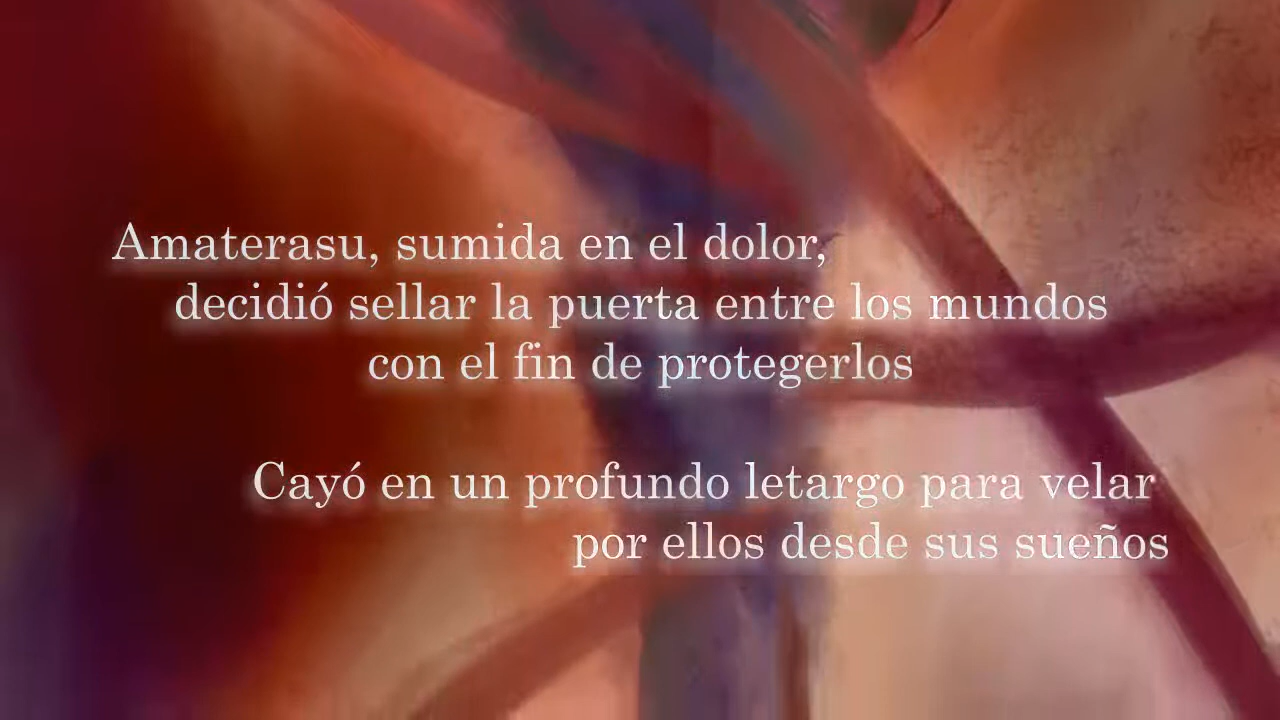 Amaterasu, sumida en el dolor,
decidió sellar la puerta entre los mundos
con el fin de protegerlos
Cayó en un profundo letargo para velar
por ellos desde sus sueños